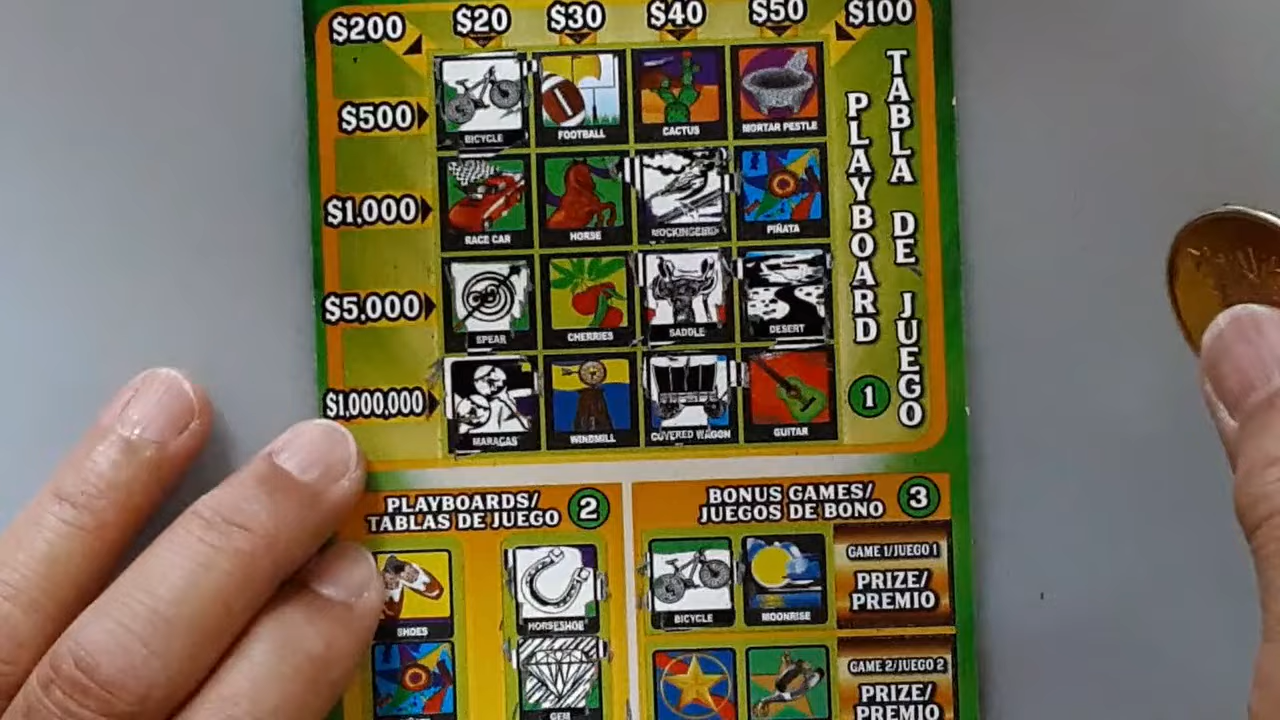 $200 $20 $30 $40 $50 $100
$500
$1,000
$5,000
$1,000,000
BICYCLE FOOTBALL CACTUS MORTAR PESTLE
RACE CAR HORSE MOCKINGBIRD PIÑATA
SPEAR CHERRIES SADDLE DESERT
MARACAS WINDMILL COVERED WAGON GUITAR
TABLA DE JUEGO
PLAYBOARD
1
PLAYBOARDS/
TABLAS DE JUEGO
2
SHOES HORSESHOE
GEM
BONUS GAMES/
JUEGOS DE BONO
3
BICYCLE MOONRISE
GAME 1/JUEGO 1
PRIZE/
PREMIO
GAME 2/JUEGO 2
PRIZE/
PREMIO